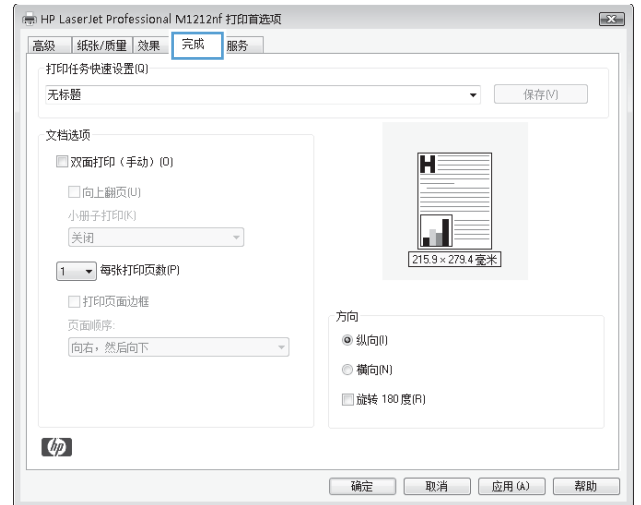 HP LaserJet Professional M1212nf 打印首选项
高级 纸张/质量 效果 完成 服务
打印任务快速设置(Q)
无标题 保存(V)
文档选项
双面打印（手动）(O)
向上翻页(U)
小册子打印(K)
关闭
1 每张打印页数(P)
打印页面边框
页面顺序:
向右，然后向下
H
215.9 × 279.4 毫米
方向
纵向(I)
横向(N)
旋转 180 度(R)
hp
确定 取消 应用(A) 帮助